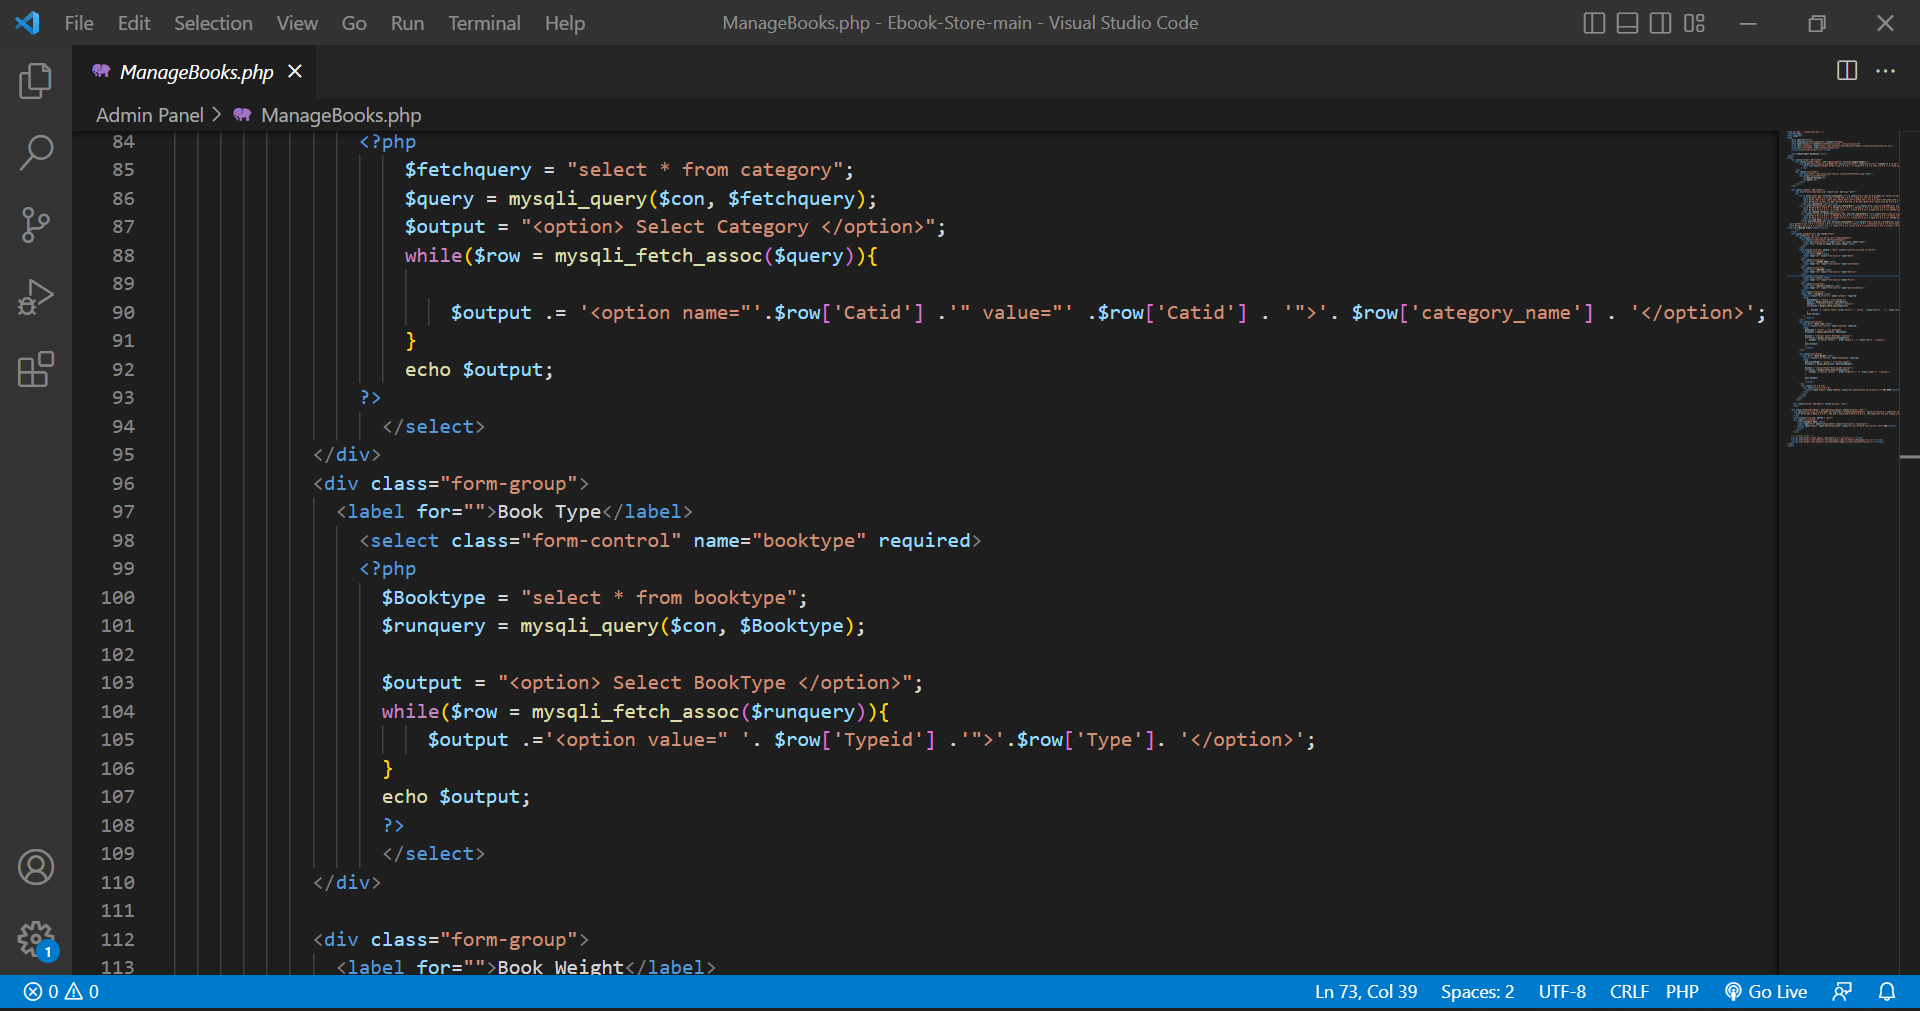 File Edit Selection View Go Run Terminal Help ManageBooks.php - Ebook-Store-main - Visual Studio Code
ManageBooks.php
Admin Panel > ManageBooks.php
84 <?php
85 $fetchquery = "select * from category";
86 $query = mysqli_query($con, $fetchquery);
87 $output = "<option> Select Category </option>";
88 while($row = mysqli_fetch_assoc($query)){
89
90 $output .= '<option name="'.$row['Catid'] .'" value="' .$row['Catid'] . '">'. $row['category_name'] . '</option>';
91 }
92 echo $output;
93 ?>
94 </select>
95 </div>
96 <div class="form-group">
97 <label for="">Book Type</label>
98 <select class="form-control" name="booktype" required>
99 <?php
100 $Booktype = "select * from booktype";
101 $runquery = mysqli_query($con, $Booktype);
102
103 $output = "<option> Select BookType </option>";
104 while($row = mysqli_fetch_assoc($runquery)){
105 $output .='<option value=" '. $row['Typeid'] .'">'.$row['Type']. '</option>';
106 }
107 echo $output;
108 ?>
109 </select>
110 </div>
111
112 <div class="form-group">
113 <label for="">Book Weight</label>
1
0 0 Ln 73, Col 39 Spaces: 2 UTF-8 CRLF PHP Go Live